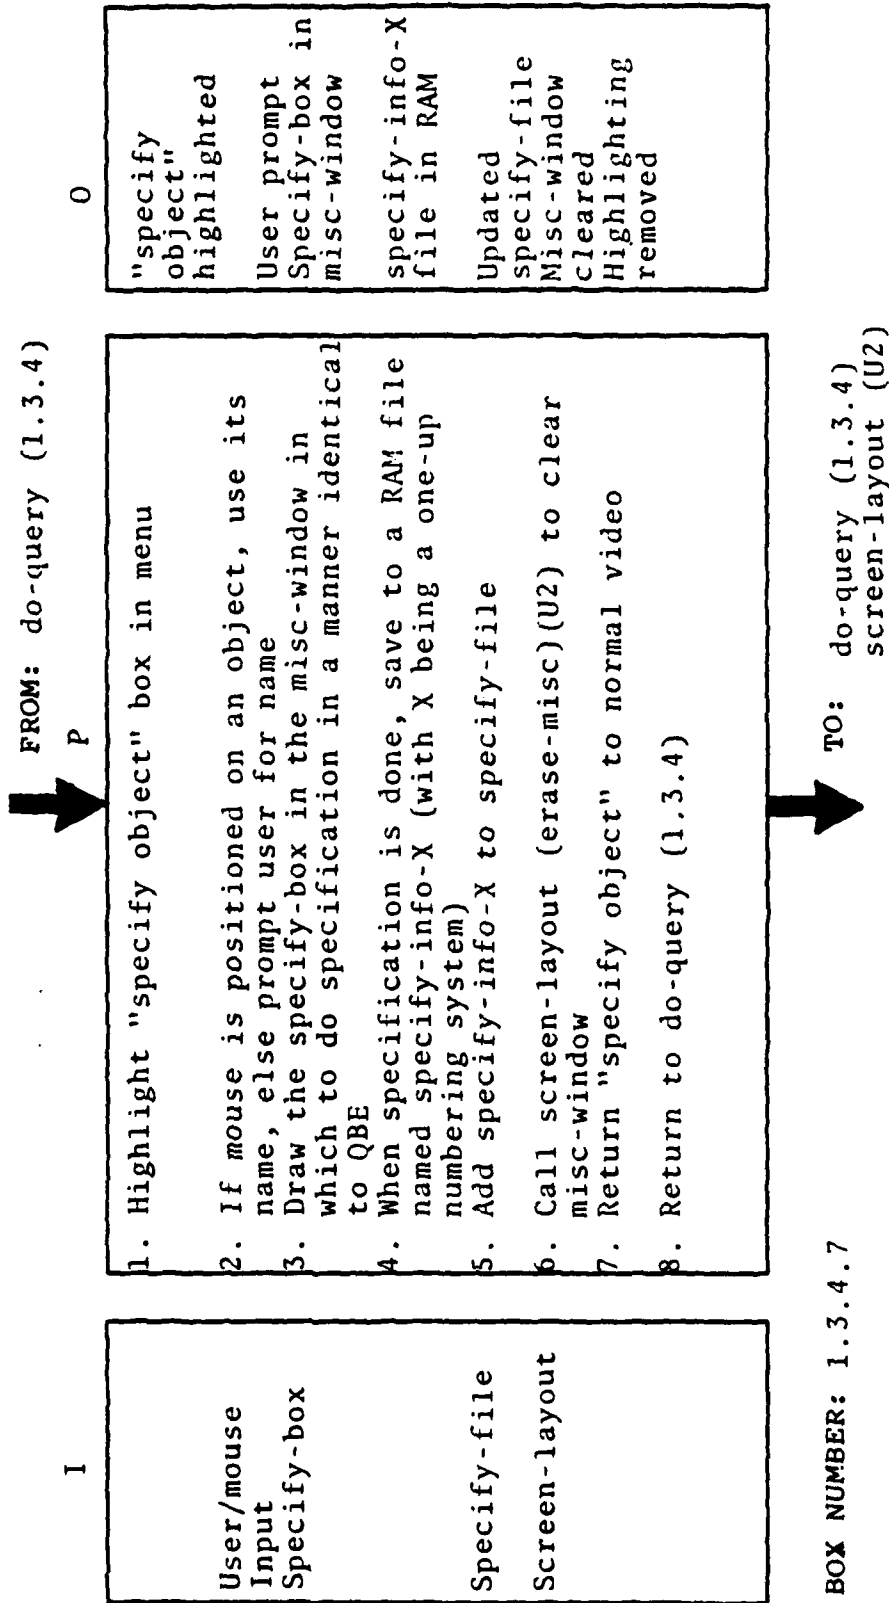 FROM: do-query (1.3.4)
I
P
O
User/mouse
Input
Specify-box
Specify-file
Screen-layout
1. Highlight "specify object" box in menu
2. If mouse is positioned on an object, use its
name, else prompt user for name
3. Draw the specify-box in the misc-window in
which to do specification in a manner identical
to QBE
4. When specification is done, save to a RAM file
named specify-info-X (with X being a one-up
numbering system)
5. Add specify-info-X to specify-file
6. Call screen-layout (erase-misc)(U2) to clear
misc-window
7. Return "specify object" to normal video
8. Return to do-query (1.3.4)
"specify
object"
highlighted
User prompt
Specify-box in
misc-window
specify-info-X
file in RAM
Updated
specify-file
Misc-window
cleared
Highlighting
removed
BOX NUMBER: 1.3.4.7
TO: do-query (1.3.4)
screen-layout (U2)